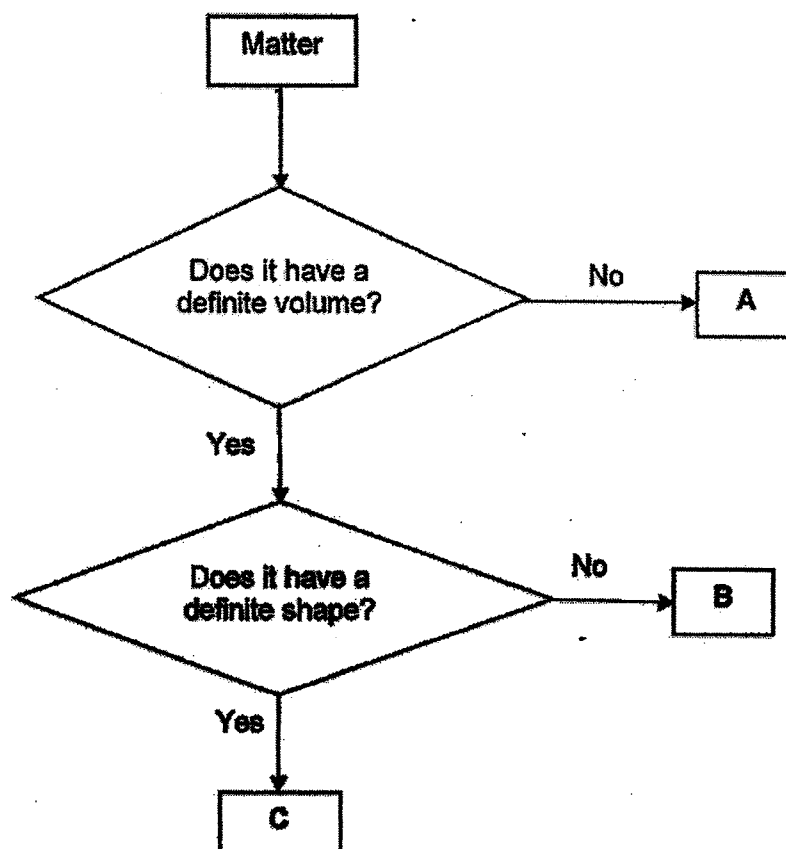 Matter
Does it have a
definite volume?
No
A
Yes
Does it have a
definite shape?
No
B
Yes
C